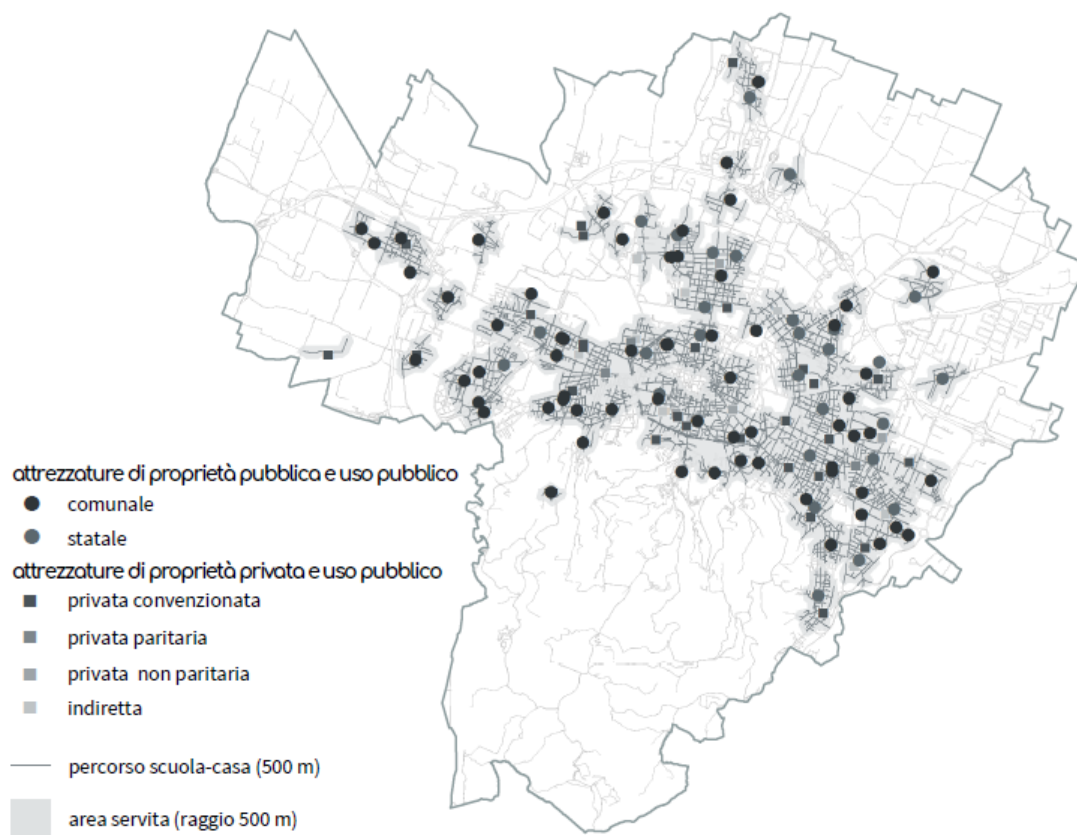 attrezzature di proprietà pubblica e uso pubblico
comunale
statale
attrezzature di proprietà privata e uso pubblico
privata convenzionata
privata paritaria
privata non paritaria
indiretta
percorso scuola-casa (500 m)
area servita (raggio 500 m)